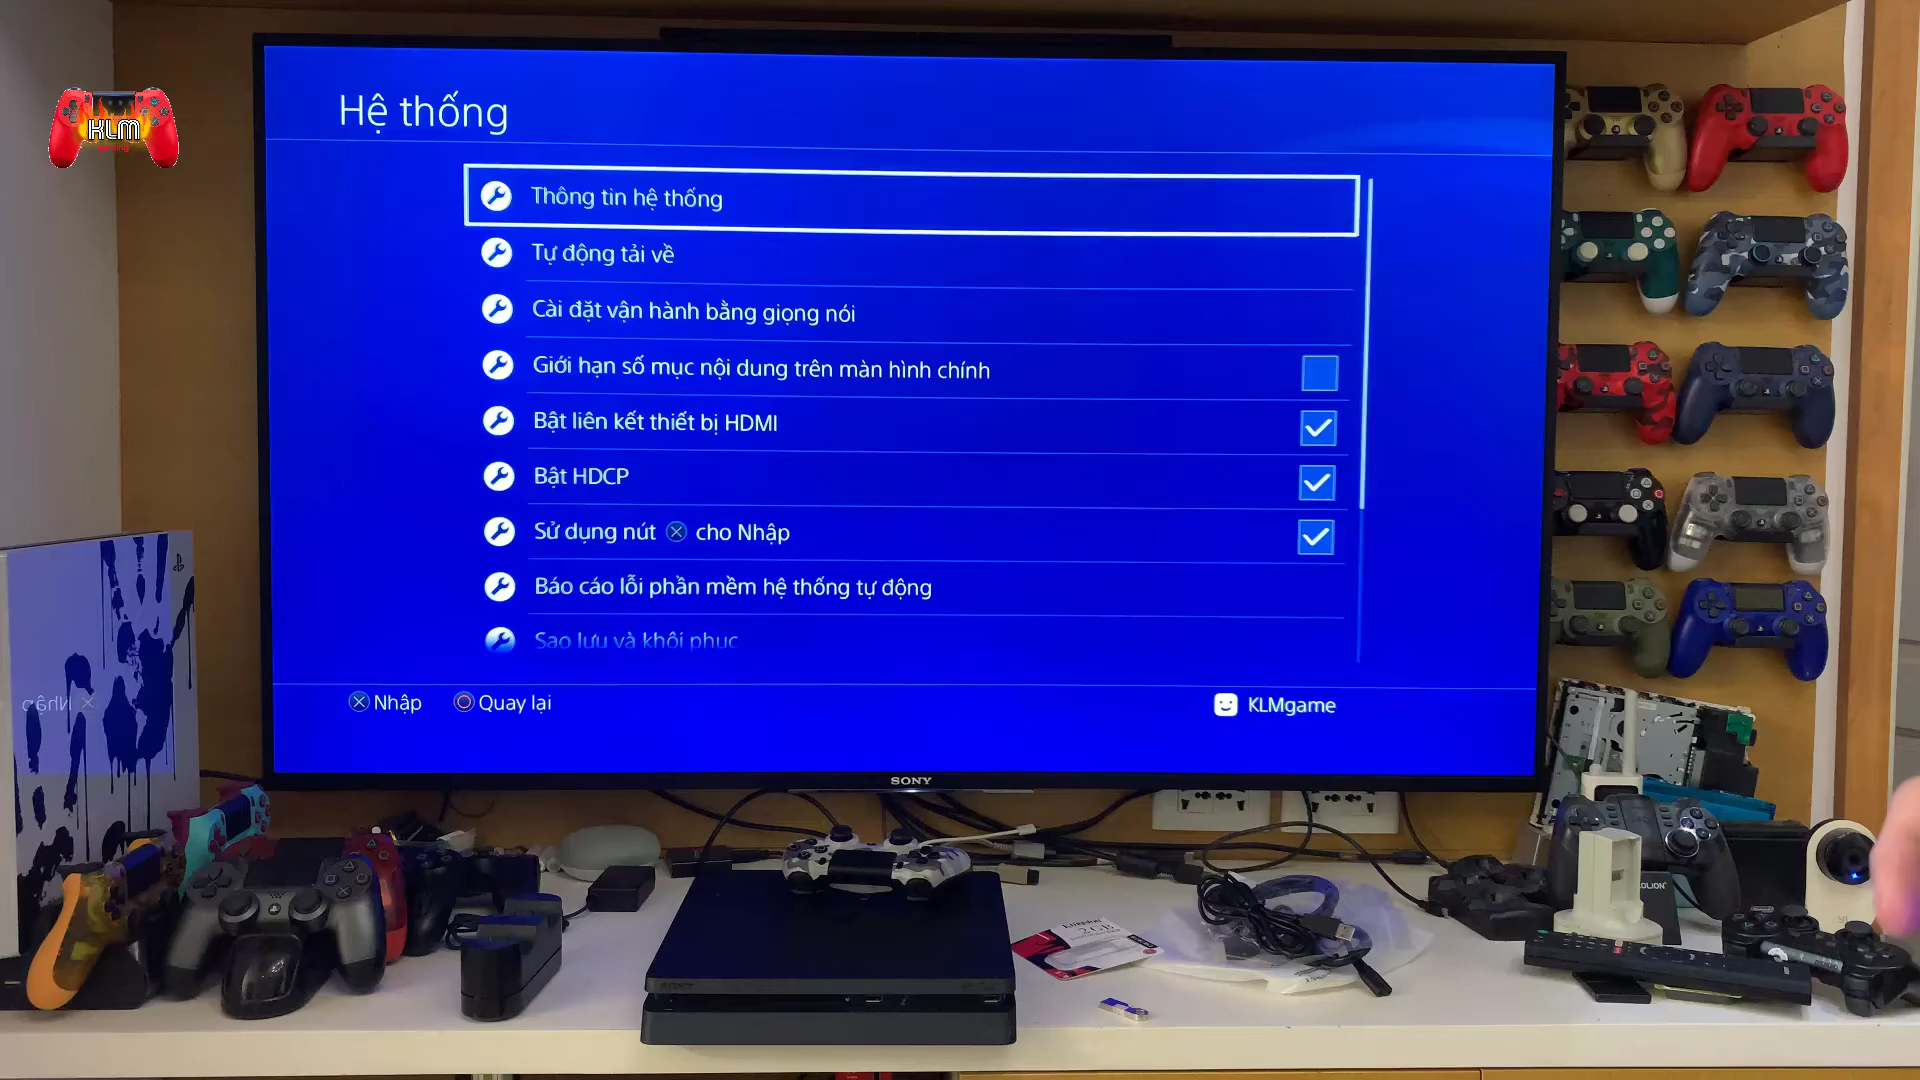 KLM
Hệ thống
Thông tin hệ thống
Tự động tải về
Cài đặt vận hành bằng giọng nói
Giới hạn số mục nội dung trên màn hình chính
Bật liên kết thiết bị HDMI
Bật HDCP
Sử dụng nút cho Nhập
Báo cáo lỗi phần mềm hệ thống tự động
Sao lưu và khôi phục
Nhập
Quay lại
KLMgame
SONY
Kingston
2GB
SONY